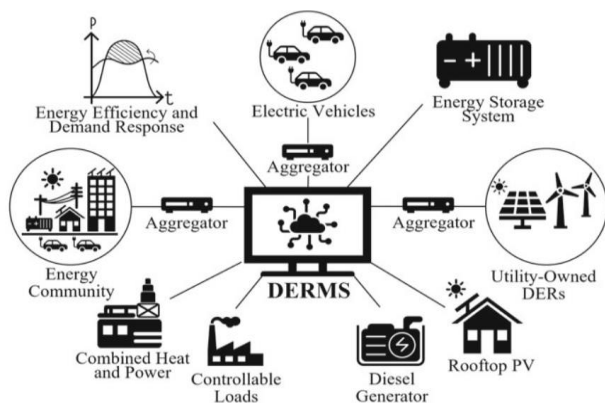 P
t
Energy Efficiency and
Demand Response
Electric Vehicles
Energy Storage
System
Aggregator
Aggregator
Aggregator
Energy
Community
DERMS
Utility-Owned
DERs
Combined Heat
and Power
Controllable
Loads
Diesel
Generator
Rooftop PV